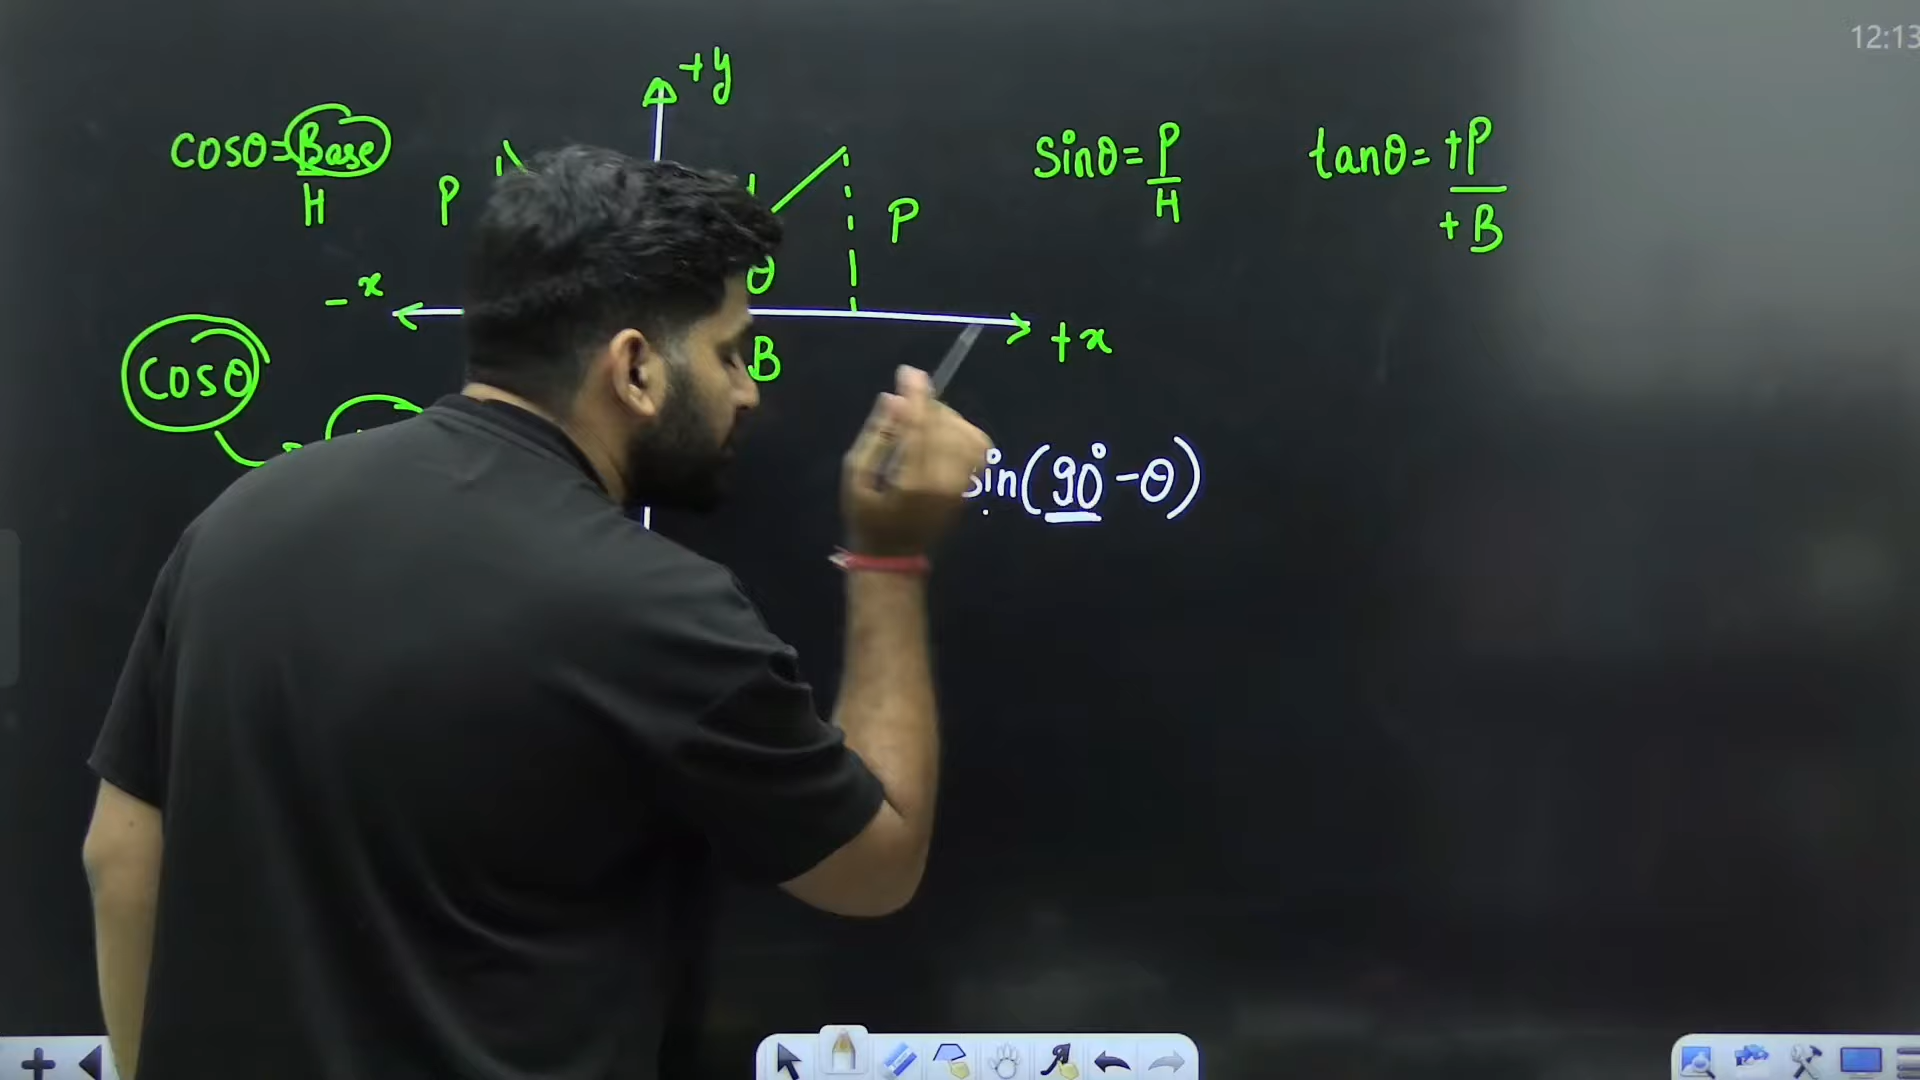 12:13
+y
cosθ=Base
H
P
sinθ=P
H
tanθ=+P
+B
P
θ
-x
+x
B
cosθ
sin(90°-θ)